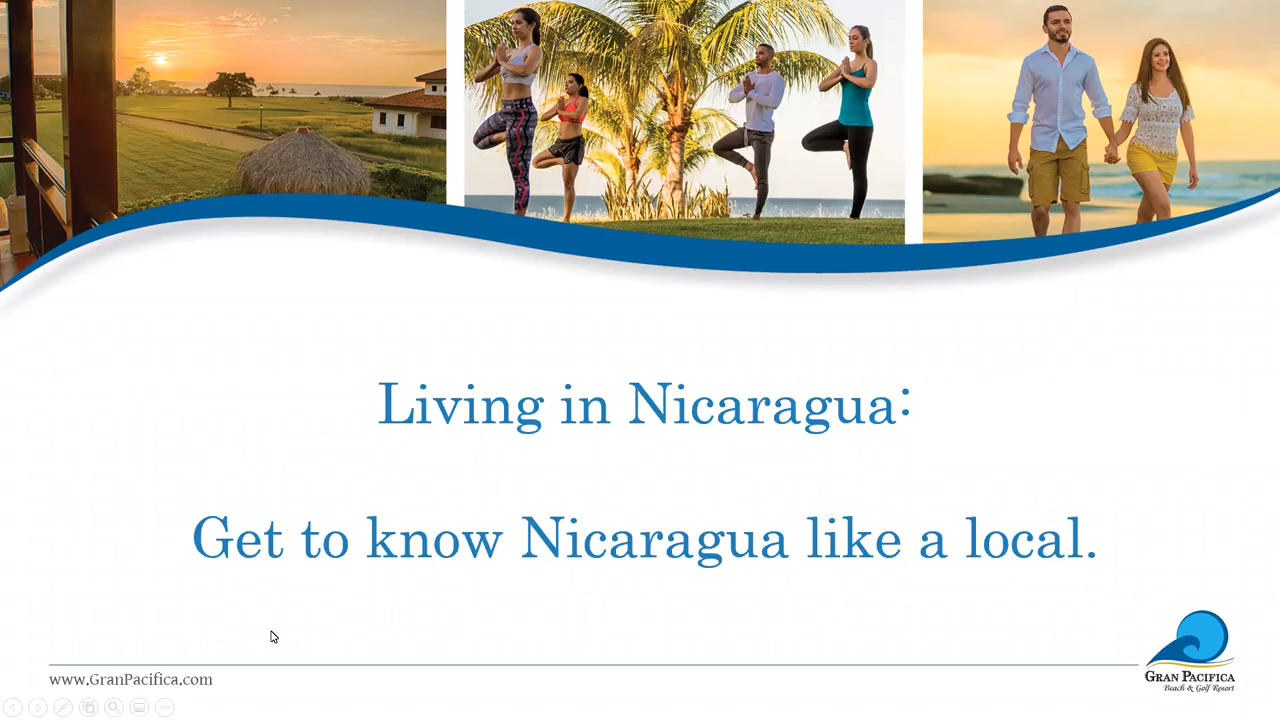 Living in Nicaragua:
Get to know Nicaragua like a local.
www.GranPacifica.com
GRAN PACIFICA
Beach & Golf Resort